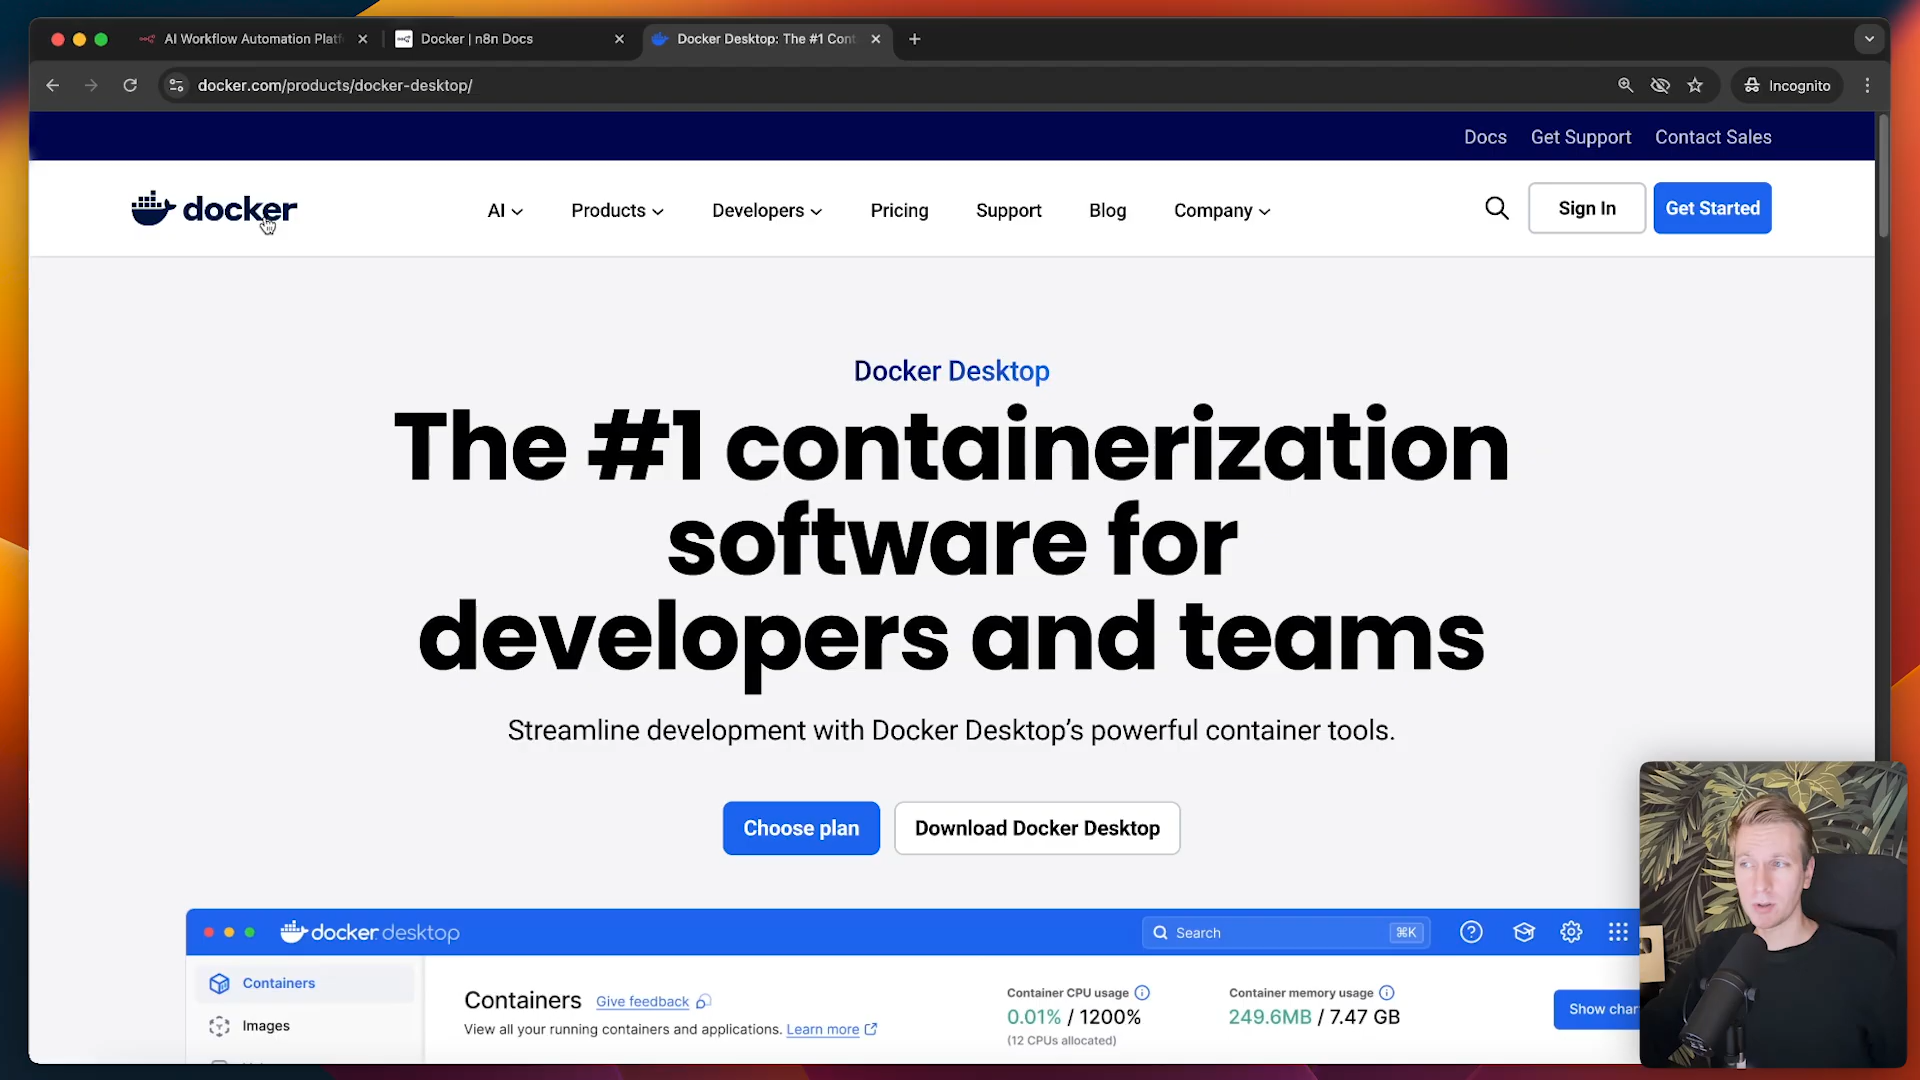 AI Workflow Automation Platf
Docker | n8n Docs
Docker Desktop: The #1 Cont
docker.com/products/docker-desktop/
Incognito
Docs
Get Support
Contact Sales
docker
AI
Products
Developers
Pricing
Support
Blog
Company
Sign In
Get Started
Docker Desktop
The #1 containerization
software for
developers and teams
Streamline development with Docker Desktop’s powerful container tools.
Choose plan
Download Docker Desktop
docker desktop
Search
⌘K
Containers
Images
Containers
Give feedback
View all your running containers and applications. Learn more
Container CPU usage
0.01% / 1200%
(12 CPUs allocated)
Container memory usage
249.6MB / 7.47 GB
Show char